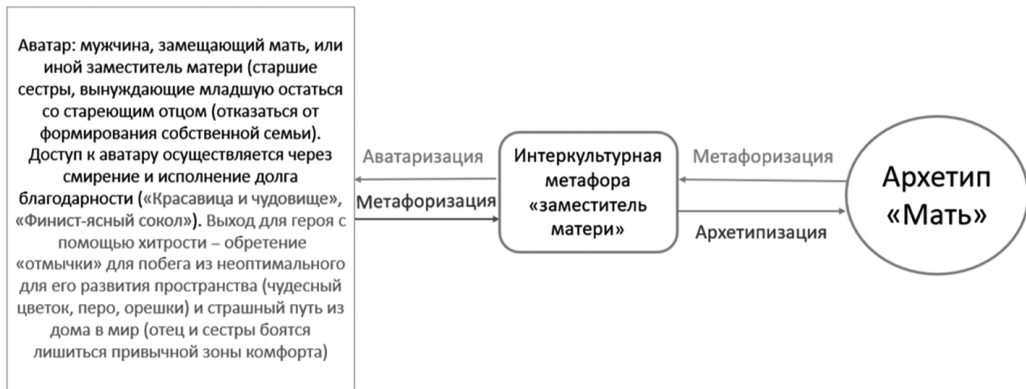 Аватар: мужчина, замещающий мать, или
иной заместитель матери (старшие
сестры, вынуждающие младшую остаться
со стареющим отцом (отказаться от
формирования собственной семьи).
Доступ к аватару осуществляется через
смирение и исполнение долга
благодарности («Красавица и чудовище»,
«Финист-ясный сокол»). Выход для героя с
помощью хитрости – обретение
«отмычки» для побега из неоптимального
для его развития пространства (чудесный
цветок, перо, орешки) и страшный путь из
дома в мир (отец и сестры боятся
лишиться привычной зоны комфорта)
Аватаризация
Метафоризация
Интеркультурная
метафора
«заместитель
матери»
Метафоризация
Архетипизация
Архетип
«Мать»